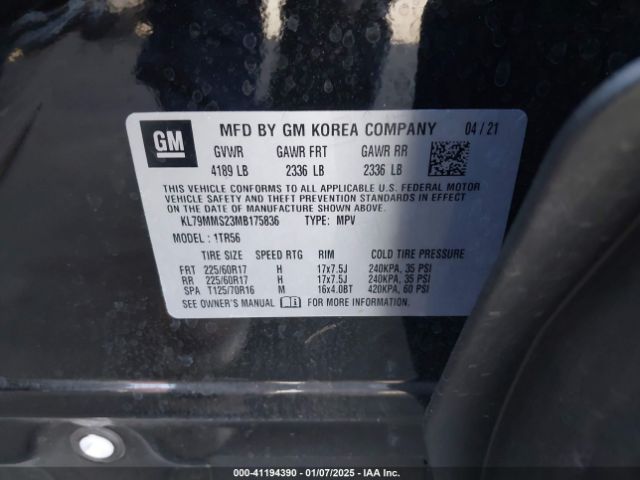 GM MFD BY GM KOREA COMPANY 04/21
GVWR GAWR FRT GAWR RR
4189 LB 2336 LB 2336 LB
THIS VEHICLE CONFORMS TO ALL APPLICABLE U.S. FEDERAL MOTOR
VEHICLE SAFETY AND THEFT PREVENTION STANDARDS IN EFFECT
ON THE DATE OF MANUFACTURE SHOWN ABOVE.
KL79MMS23MB175836 TYPE: MPV
MODEL: 1TR56
TIRE SIZE SPEED RTG RIM COLD TIRE PRESSURE
FRT 225/60R17 H 17x7.5J 240KPA, 35 PSI
RR 225/60R17 H 17x7.5J 240KPA, 35 PSI
SPA T125/70R16 M 16x4.0BT 420KPA, 60 PSI
SEE OWNER'S MANUAL FOR MORE INFORMATION.
000-41194390 - 01/07/2025 - IAA Inc.